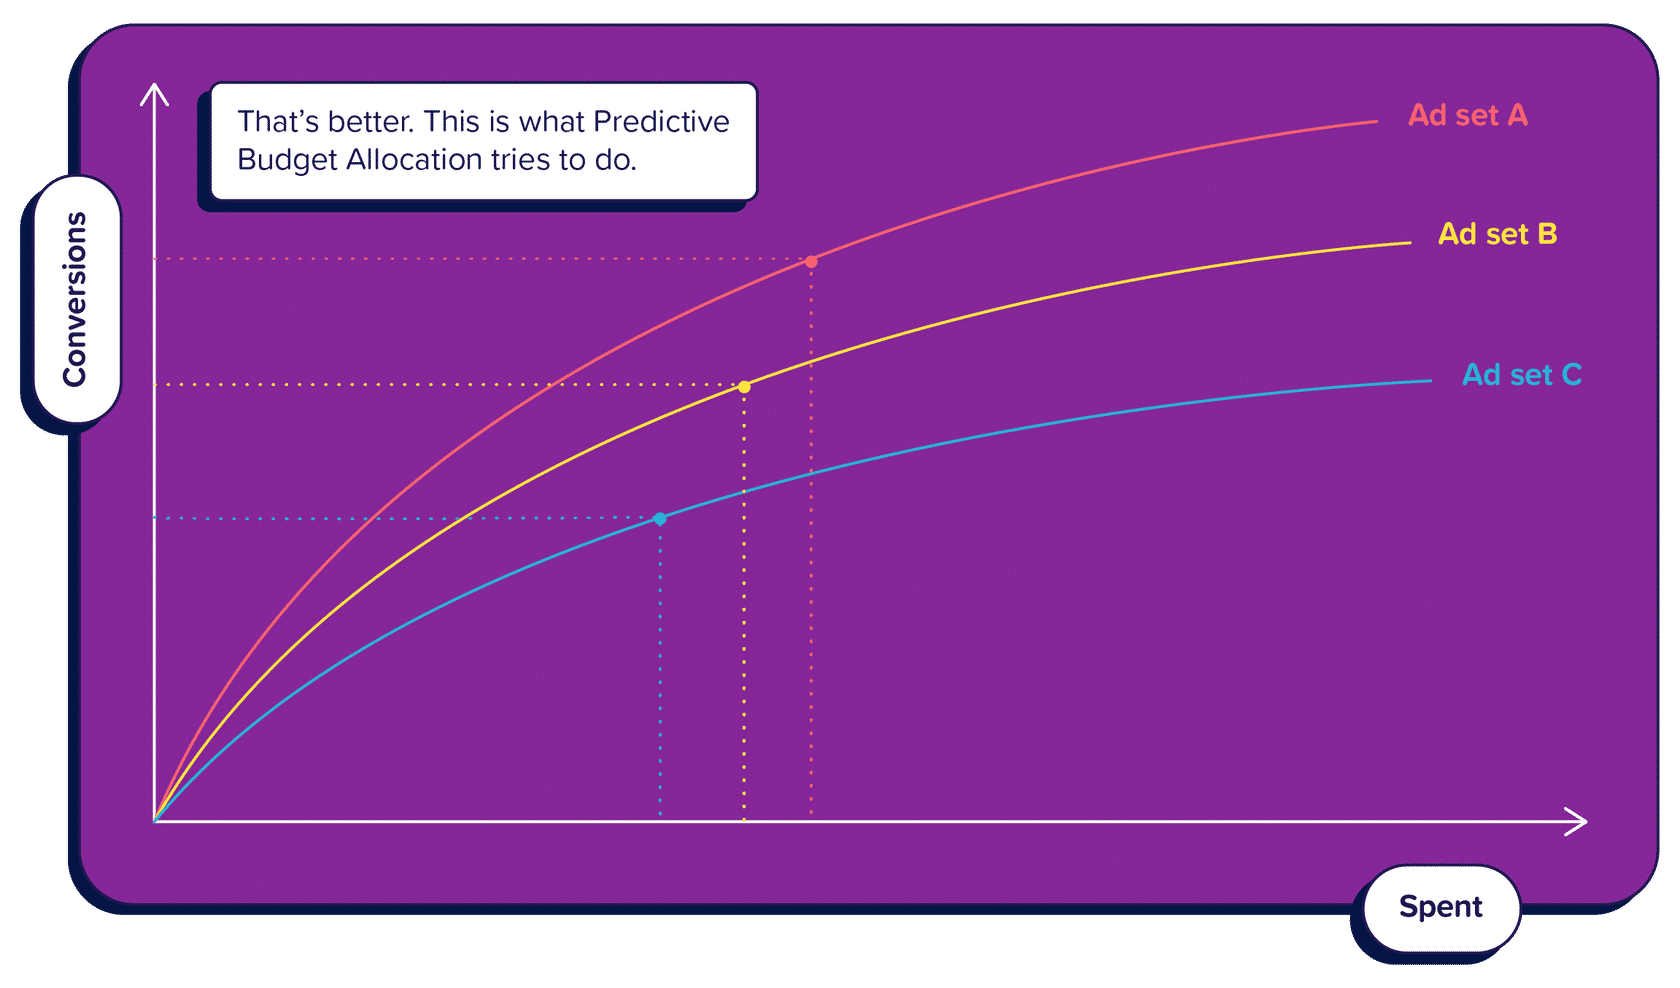 That’s better. This is what Predictive
Budget Allocation tries to do.
Ad set A
Ad set B
Ad set C
Conversions
Spent